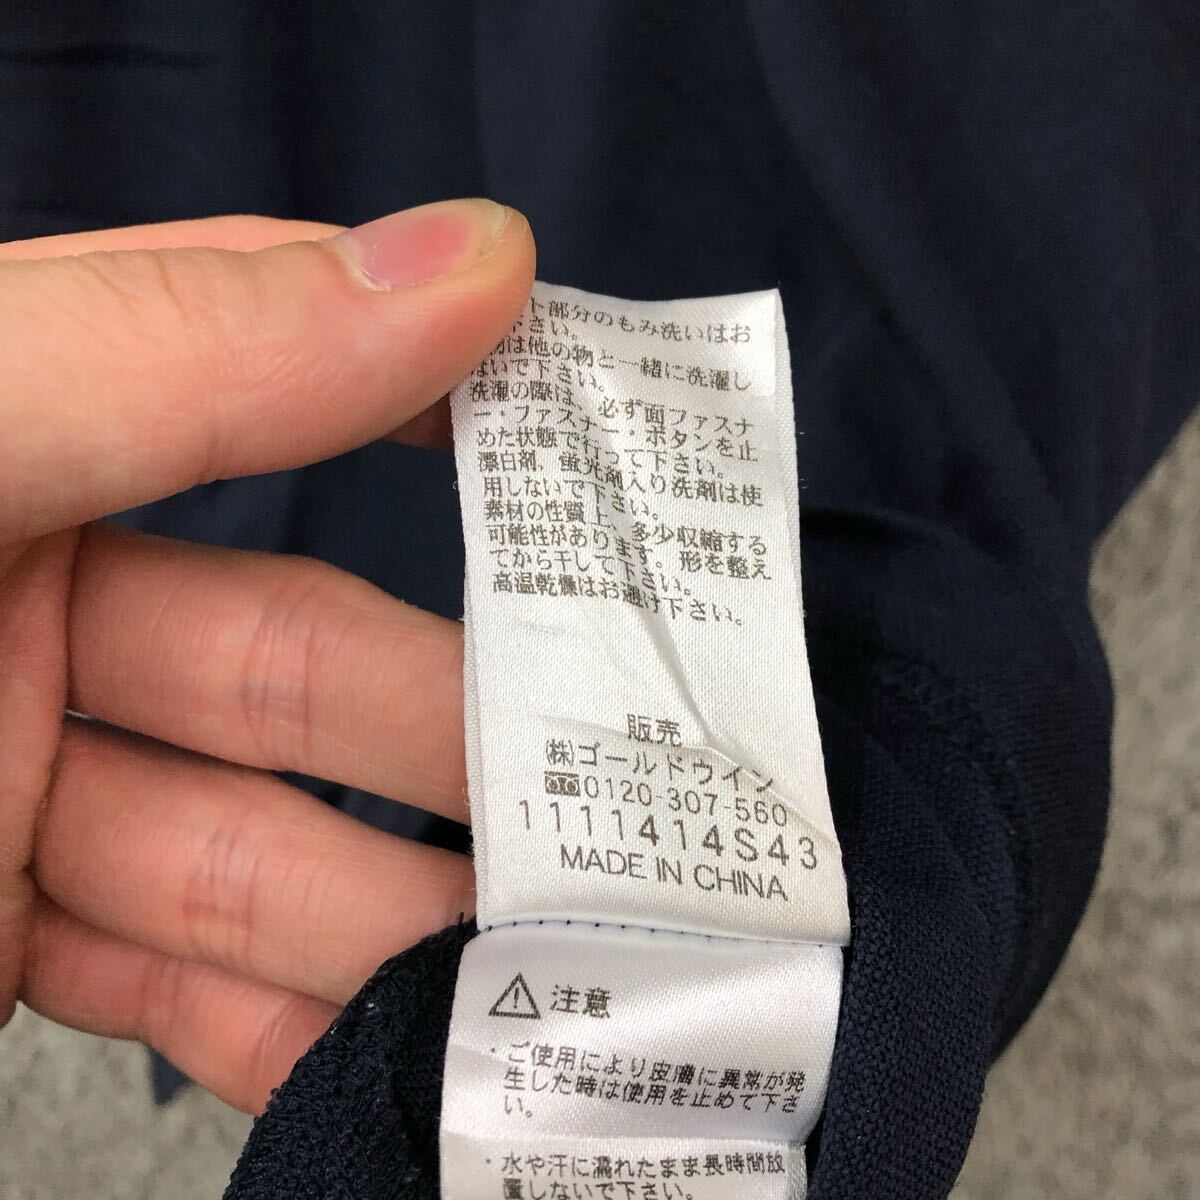 ト部分のもみ洗いはお
下さい。
は他の物と一緒に洗濯し
ないで下さい。
洗濯の際は、必ず面ファスナ
ー・ファスナー・ボタンを止
めた状態で行って下さい。
漂白剤、蛍光剤入り洗剤は使
用しないで下さい。
素材の性質上、多少収縮する
可能性があります。形を整え
てから干して下さい。
高温乾燥はお避け下さい。
販売
(株)ゴールドウイン
0120-307-560
1111414S43
MADE IN CHINA
注意
・ご使用により皮膚に異常が発
生した時は使用を止めて下さ
い。
・水や汗に濡れたまま長時間放
置しないで下さい。